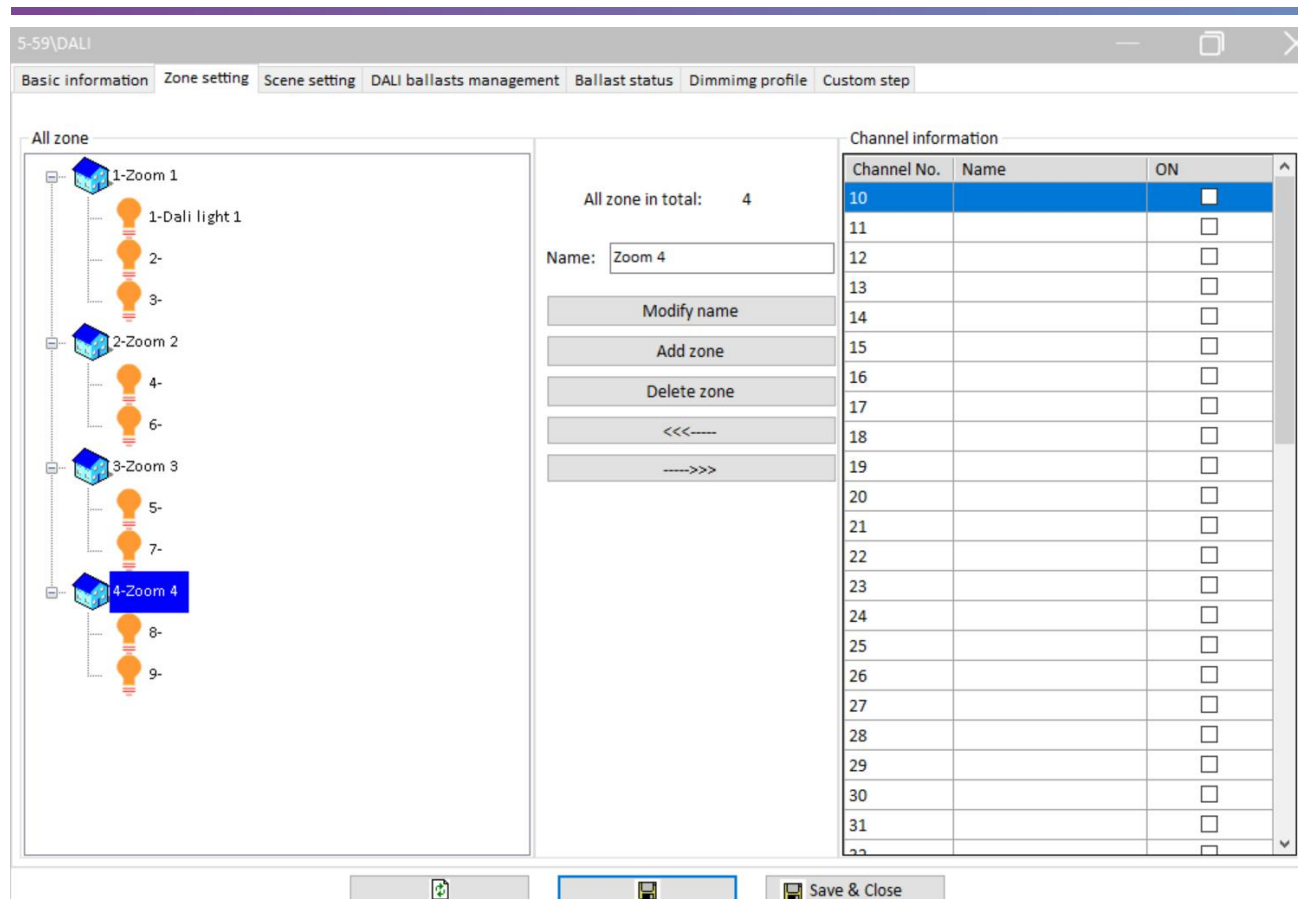 5-59\DALI
Basic information Zone setting Scene setting DALI ballasts management Ballast status Dimmimg profile Custom step
All zone
1-Zoom 1
1-Dali light 1
2-
3-
2-Zoom 2
4-
6-
3-Zoom 3
5-
7-
4-Zoom 4
8-
9-
All zone in total: 4
Name: Zoom 4
Modify name
Add zone
Delete zone
<<<-----
----->>>
Channel information
Channel No. Name ON
10
11
12
13
14
15
16
17
18
19
20
21
22
23
24
25
26
27
28
29
30
31
Save & Close